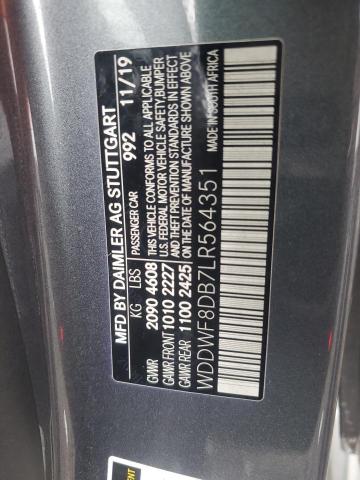 MFD BY DAIMLER AG STUTTGART
PASSENGER CAR 992 11/19
KG LBS
GVWR 2090 4608
GAWR FRONT 1010 2227
GAWR REAR 1100 2425
THIS VEHICLE CONFORMS TO ALL APPLICABLE
U.S. FEDERAL MOTOR VEHICLE SAFETY, BUMPER
AND THEFT PREVENTION STANDARDS IN EFFECT
ON THE DATE OF MANUFACTURE SHOWN ABOVE
WDDWF8DB7LR564351
MADE IN SOUTH AFRICA